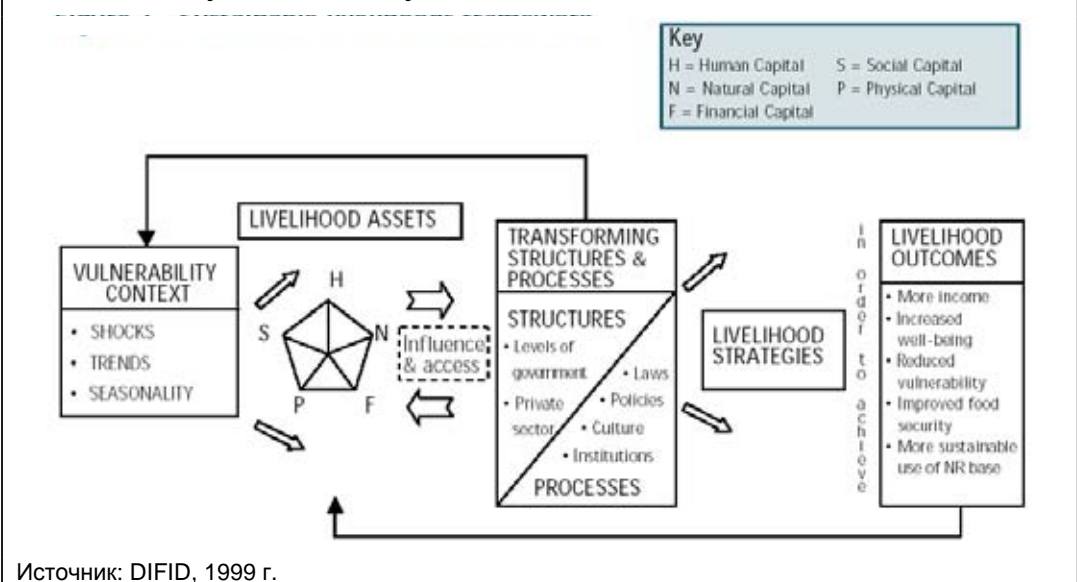 Key
H = Human Capital S = Social Capital
N = Natural Capital P = Physical Capital
F = Financial Capital
LIVELIHOOD ASSETS
VULNERABILITY
CONTEXT
• SHOCKS
• TRENDS
• SEASONALITY
H
S
N
P
F
Influence
& access
TRANSFORMING
STRUCTURES &
PROCESSES
STRUCTURES
• Levels of
government
• Private
sector
• Laws
• Policies
• Culture
• Institutions
PROCESSES
LIVELIHOOD
STRATEGIES
in order to achieve
LIVELIHOOD
OUTCOMES
• More income
• Increased
well-being
• Reduced
vulnerability
• Improved food
security
• More sustainable
use of NR base
Источник: DIFID, 1999 г.